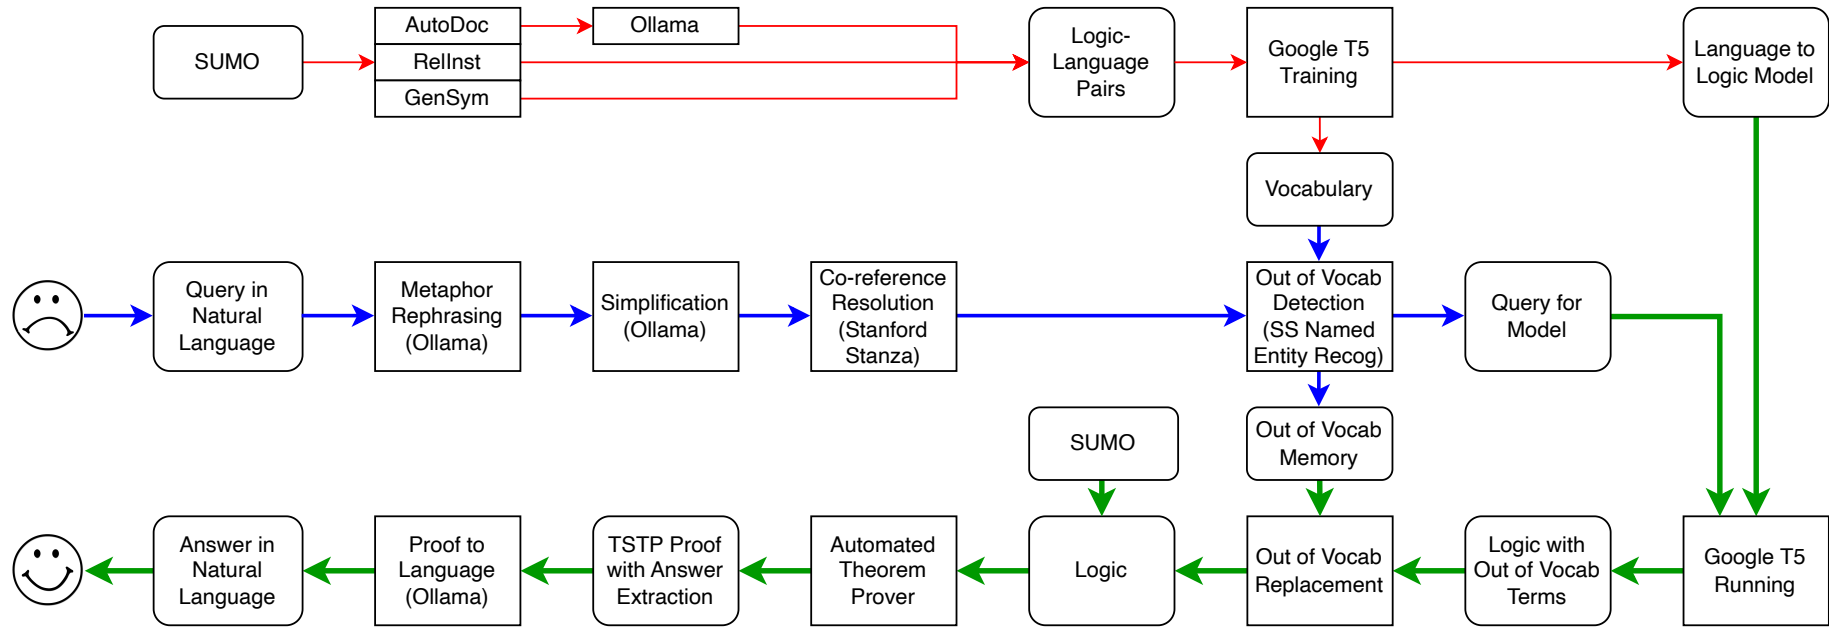 SUMO
AutoDoc
RelInst
GenSym
Ollama
Logic-
Language
Pairs
Google T5
Training
Language to
Logic Model
Vocabulary
Query in
Natural
Language
Metaphor
Rephrasing
(Ollama)
Simplification
(Ollama)
Co-reference
Resolution
(Stanford
Stanza)
Out of Vocab
Detection
(SS Named
Entity Recog)
Query for
Model
SUMO
Out of Vocab
Memory
Answer in
Natural
Language
Proof to
Language
(Ollama)
TSTP Proof
with Answer
Extraction
Automated
Theorem
Prover
Logic
Out of Vocab
Replacement
Logic with
Out of Vocab
Terms
Google T5
Running